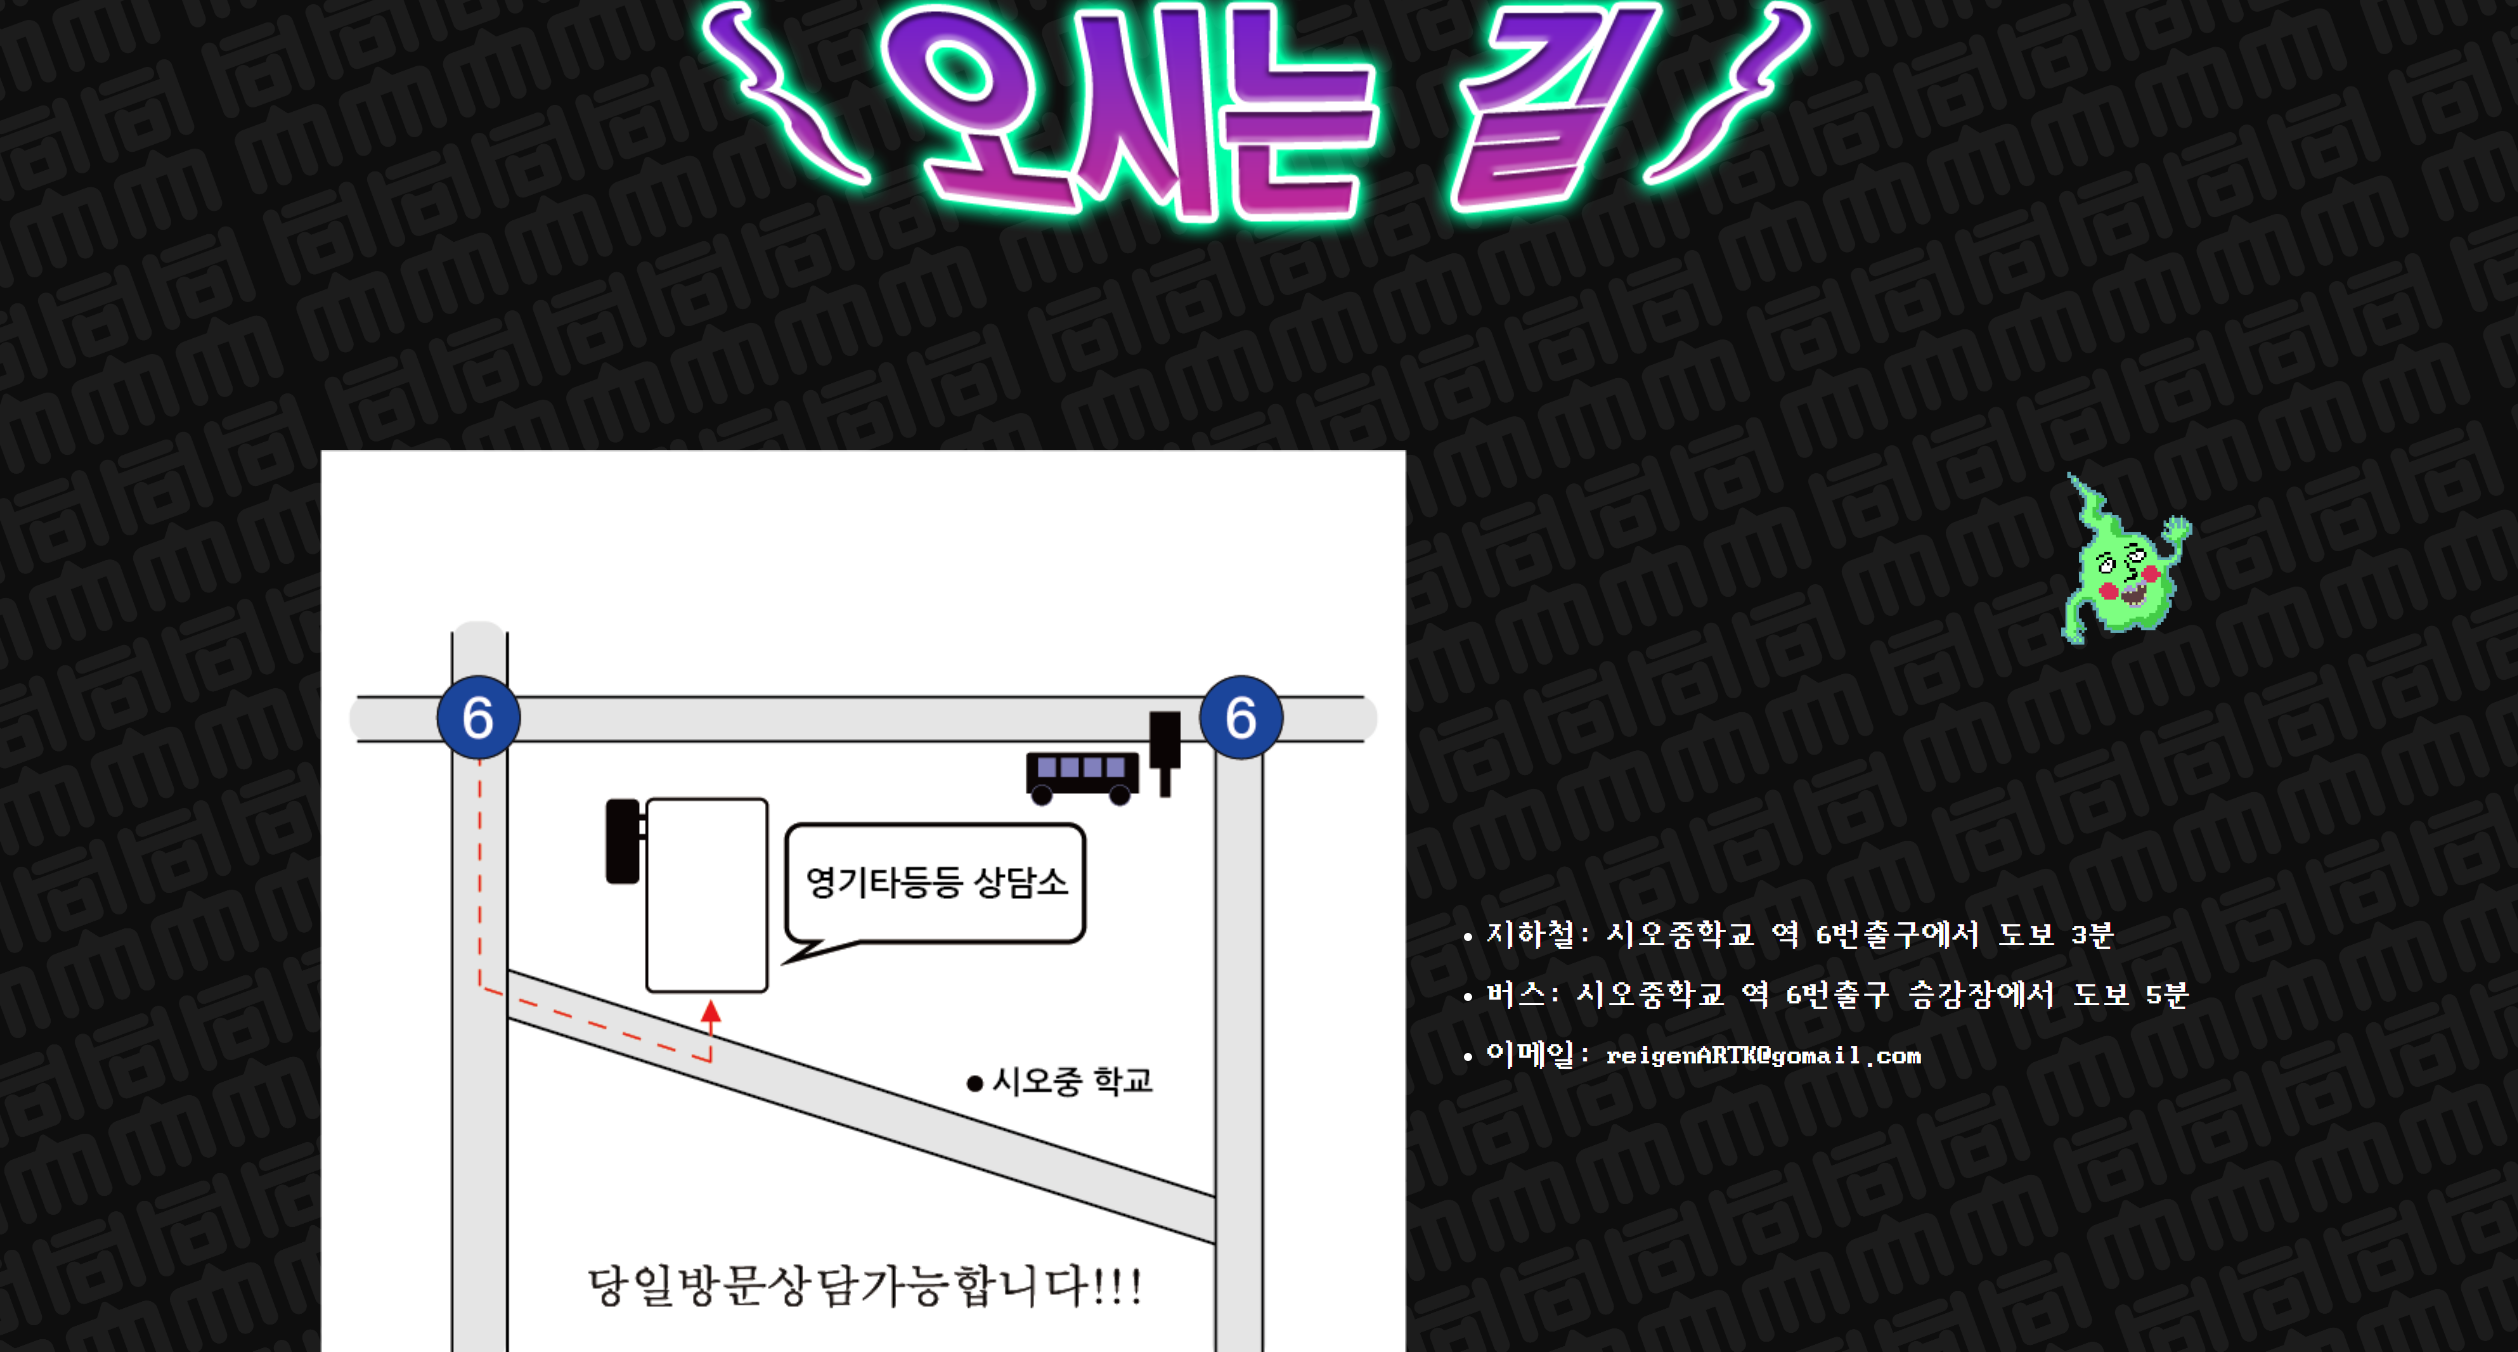 오시는 길
6
6
영기타등등 상담소
● 시오중 학교
당일방문상담가능합니다!!!
• 지하철: 시오중학교 역 6번출구에서 도보 3분
• 버스: 시오중학교 역 6번출구 승강장에서 도보 5분
• 이메일: reigenARTK@gomail.com